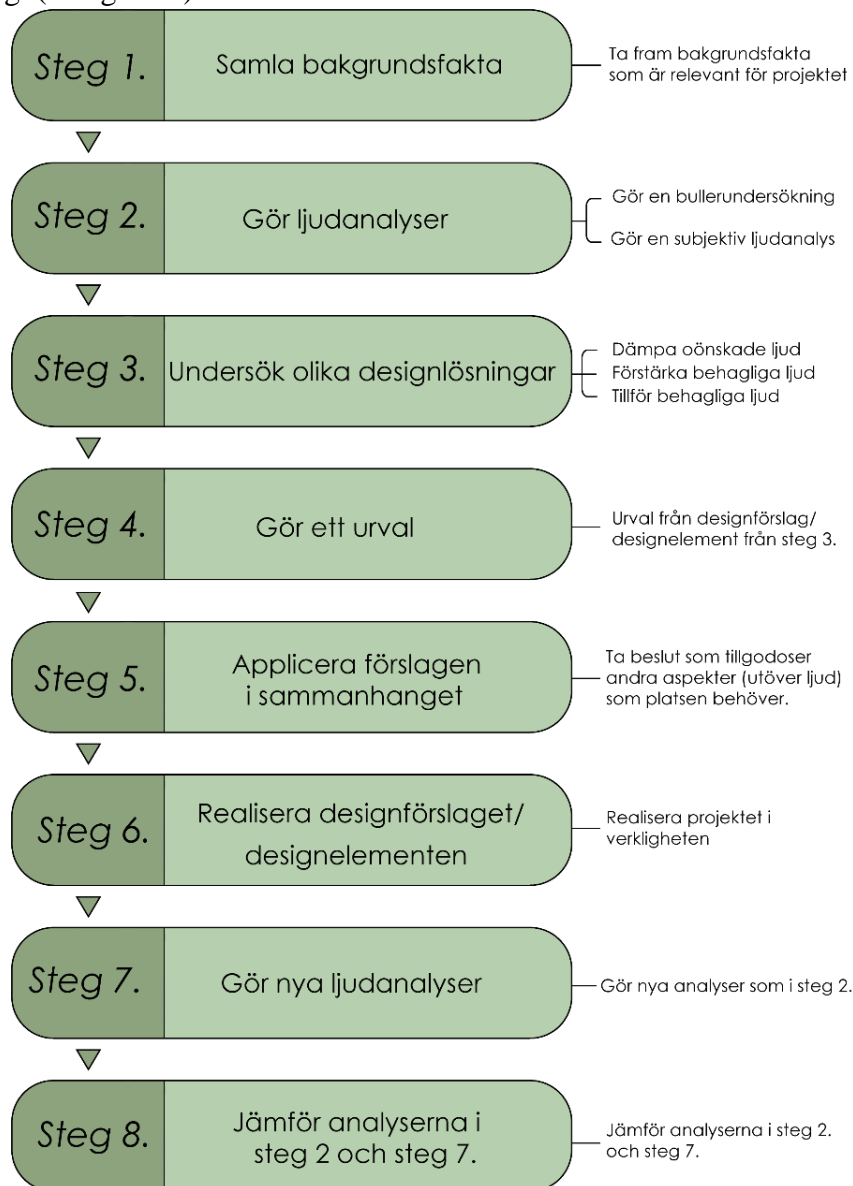 Steg 1.
Samla bakgrundsfakta
Ta fram bakgrundsfakta
som är relevant för projektet
Steg 2.
Gör ljudanalyser
Gör en bullerundersökning
Gör en subjektiv ljudanalys
Steg 3.
Undersök olika designlösningar
Dämpa oönskade ljud
Förstärka behagliga ljud
Tillför behagliga ljud
Steg 4.
Gör ett urval
Urval från designförslag/
designelement från steg 3.
Steg 5.
Applicera förslagen
i sammanhanget
Ta beslut som tillgodoser
andra aspekter (utöver ljud)
som platsen behöver.
Steg 6.
Realisera designförslaget/
designelementen
Realisera projektet i
verkligheten
Steg 7.
Gör nya ljudanalyser
Gör nya analyser som i steg 2.
Steg 8.
Jämför analyserna i
steg 2 och steg 7.
Jämför analyserna i steg 2.
och steg 7.